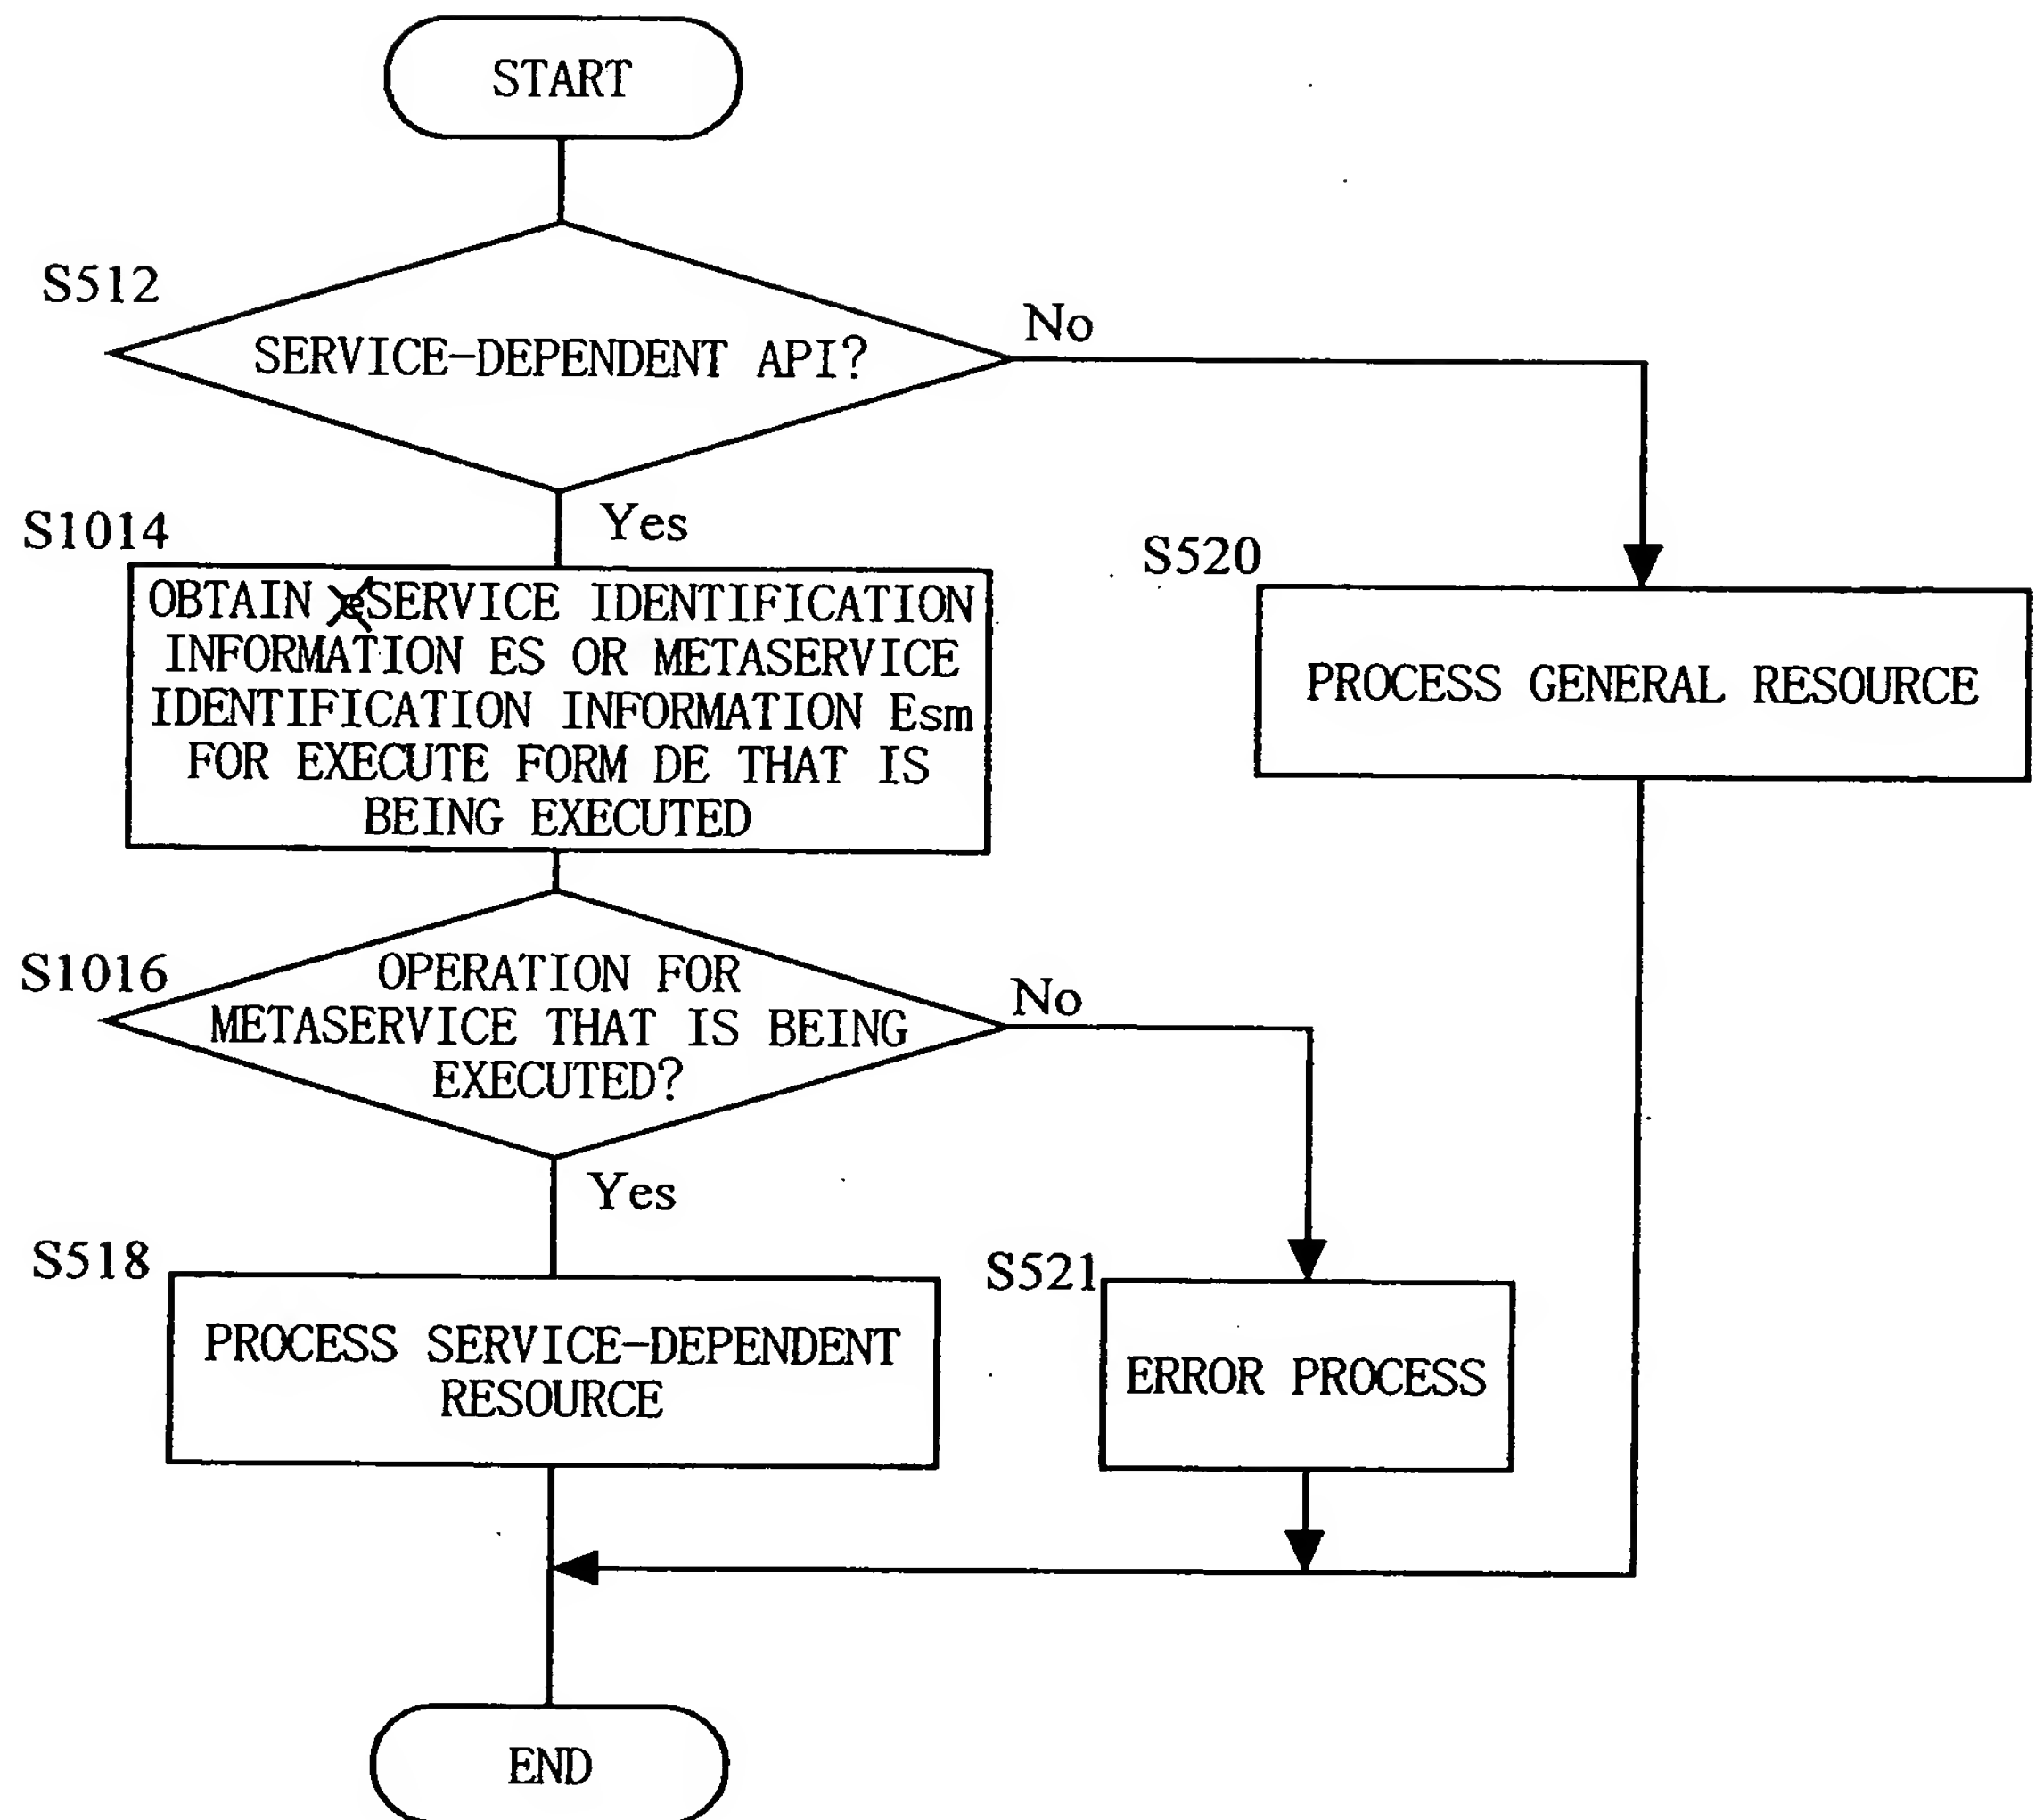 START
S512
SERVICE-DEPENDENT API?
No
Yes
S1014
OBTAIN SERVICE IDENTIFICATION
INFORMATION ES OR METASERVICE
IDENTIFICATION INFORMATION Esm
FOR EXECUTE FORM DE THAT IS
BEING EXECUTED
S520
PROCESS GENERAL RESOURCE
S1016
OPERATION FOR
METASERVICE THAT IS BEING
EXECUTED?
No
Yes
S518
PROCESS SERVICE-DEPENDENT
RESOURCE
S521
ERROR PROCESS
END